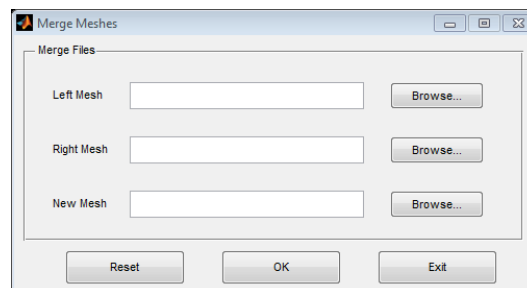 Merge Meshes
Merge Files
Left Mesh Browse...
Right Mesh Browse...
New Mesh Browse...
Reset OK Exit